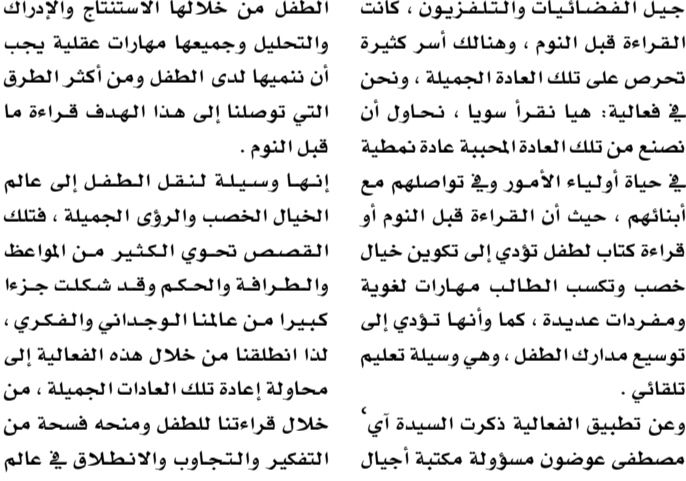 جيل الفضائيات والتلفزيون ، كانت
القراءة قبل النوم ، وهنالك أسر كثيرة
تحرص على تلك العادة الجميلة ، ونحن
في فعالية: هيا نقرأ سويا ، نحاول أن
نصنع من تلك العادة المحببة عادة نمطية
في حياة أولياء الأمور وفي تواصلهم مع
أبنائهم ، حيث أن القراءة قبل النوم أو
قراءة كتاب لطفل تؤدي إلى تكوين خيال
خصب وتكسب الطالب مهارات لغوية
ومفردات عديدة ، كما وأنها تؤدي إلى
توسيع مدارك الطفل ، وهي وسيلة تعليم
تلقائي .
وعن تطبيق الفعالية ذكرت السيدة آي‘
مصطفى عوضون مسؤولة مكتبة أجيال
الطفل من خلالها الاستنتاج والإدراك
والتحليل وجميعها مهارات عقلية يجب
أن ننميها لدى الطفل ومن أكثر الطرق
التي توصلنا إلى هذا الهدف قراءة ما
قبل النوم .
إنها وسيلة لنقل الطفل إلى عالم
الخيال الخصب والرؤى الجميلة ، فتلك
القصص تحوي الكثير من المواعظ
والطرافة والحكم وقد شكلت جزءا
كبيرا من عالمنا الوجداني والفكري ،
لذا انطلقنا من خلال هذه الفعالية إلى
محاولة إعادة تلك العادات الجميلة ، من
خلال قراءتنا للطفل ومنحه فسحة من
التفكير والتجاوب والانطلاق في عالم